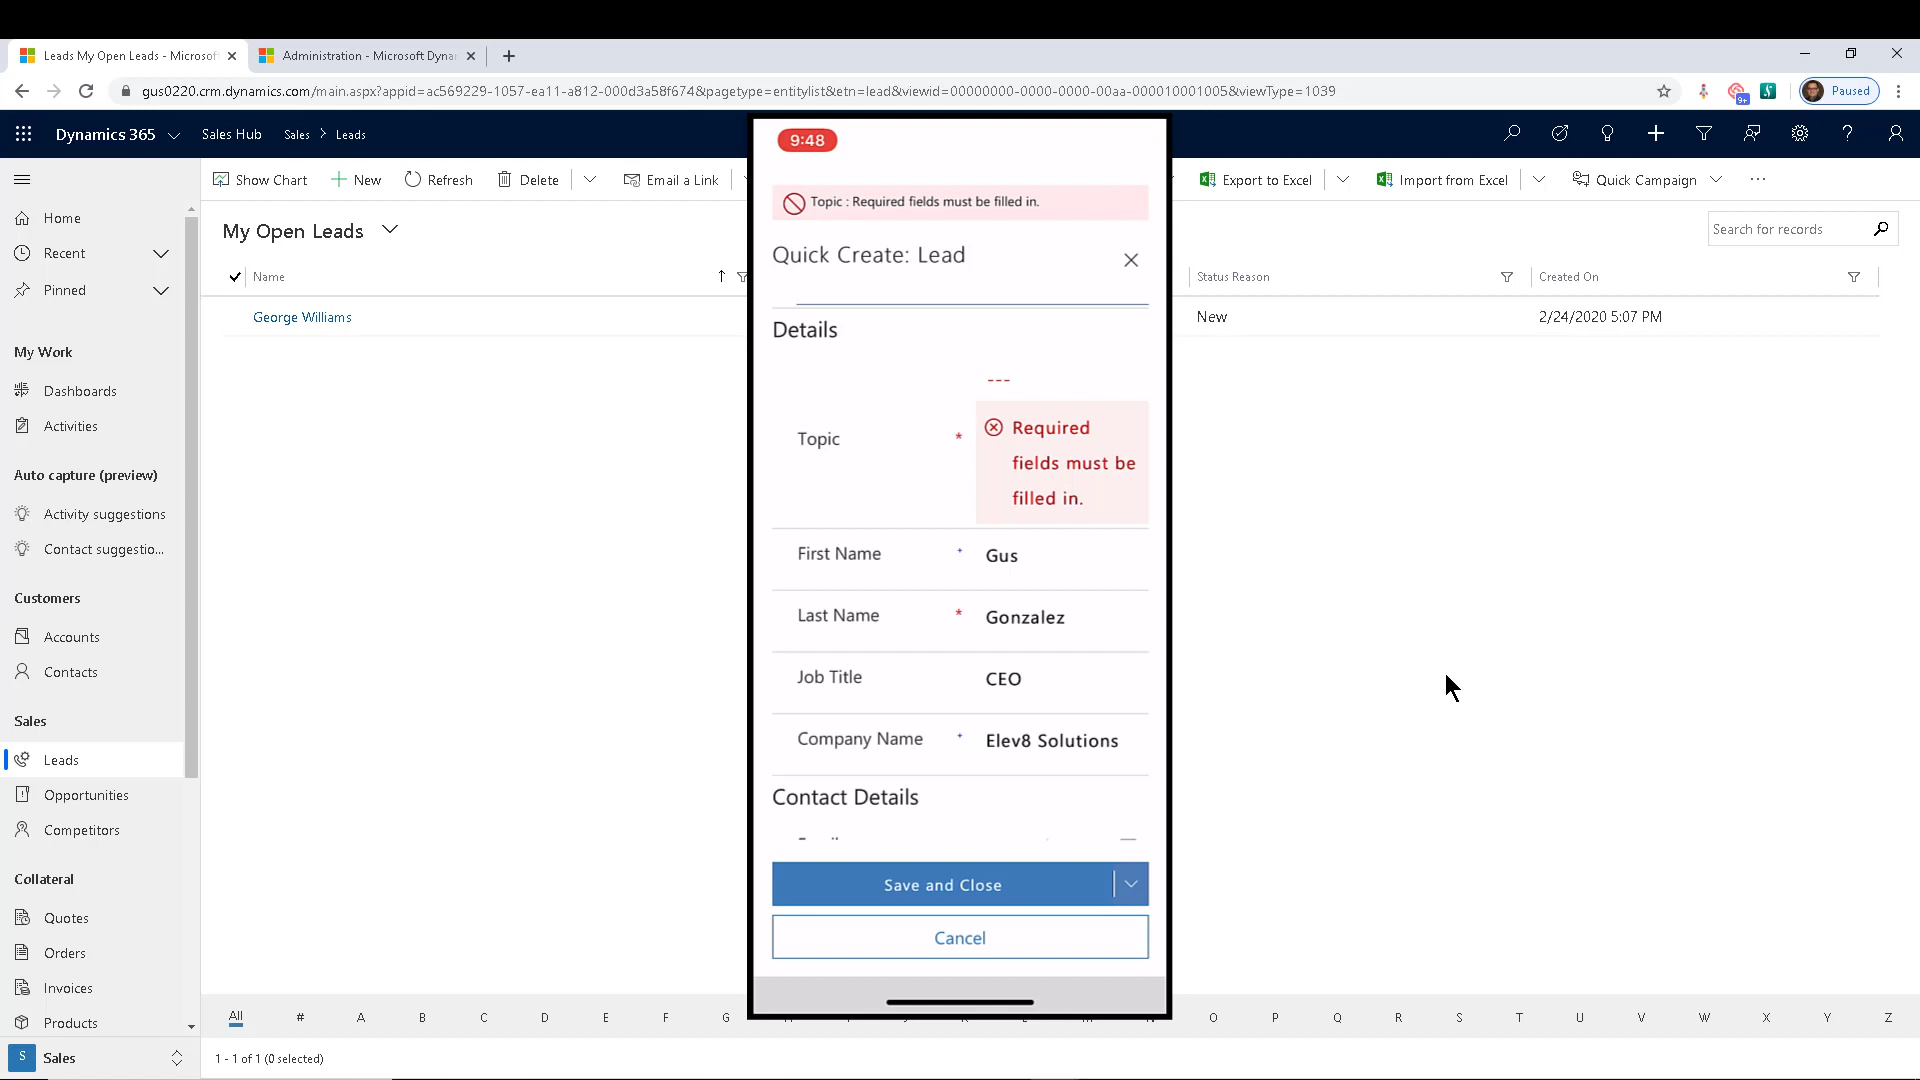 Leads My Open Leads - Microsof
Administration - Microsoft Dyna
gus0220.crm.dynamics.com/main.aspx?appid=ac569229-1057-ea11-a812-000d3a58f674&pagetype=entitylist&etn=lead&viewid=00000000-0000-0000-00aa-000010001005&viewType=1039
9+
Paused
Dynamics 365
Sales Hub
Sales > Leads
Show Chart
New
Refresh
Delete
Email a Link
Export to Excel
Import from Excel
Quick Campaign
Home
Recent
Pinned
My Work
Dashboards
Activities
Auto capture (preview)
Activity suggestions
Contact suggestio...
Customers
Accounts
Contacts
Sales
Leads
Opportunities
Competitors
Collateral
Quotes
Orders
Invoices
Products
S Sales
My Open Leads
Search for records
Name
Status Reason
Created On
George Williams
New
2/24/2020 5:07 PM
9:48
Topic : Required fields must be filled in.
Quick Create: Lead
Details
---
Topic *
Required
fields must be
filled in.
First Name + Gus
Last Name * Gonzalez
Job Title CEO
Company Name + Elev8 Solutions
Contact Details
Save and Close
Cancel
All # A B C D E F G O P Q R S T U V W X Y Z
1 - 1 of 1 (0 selected)